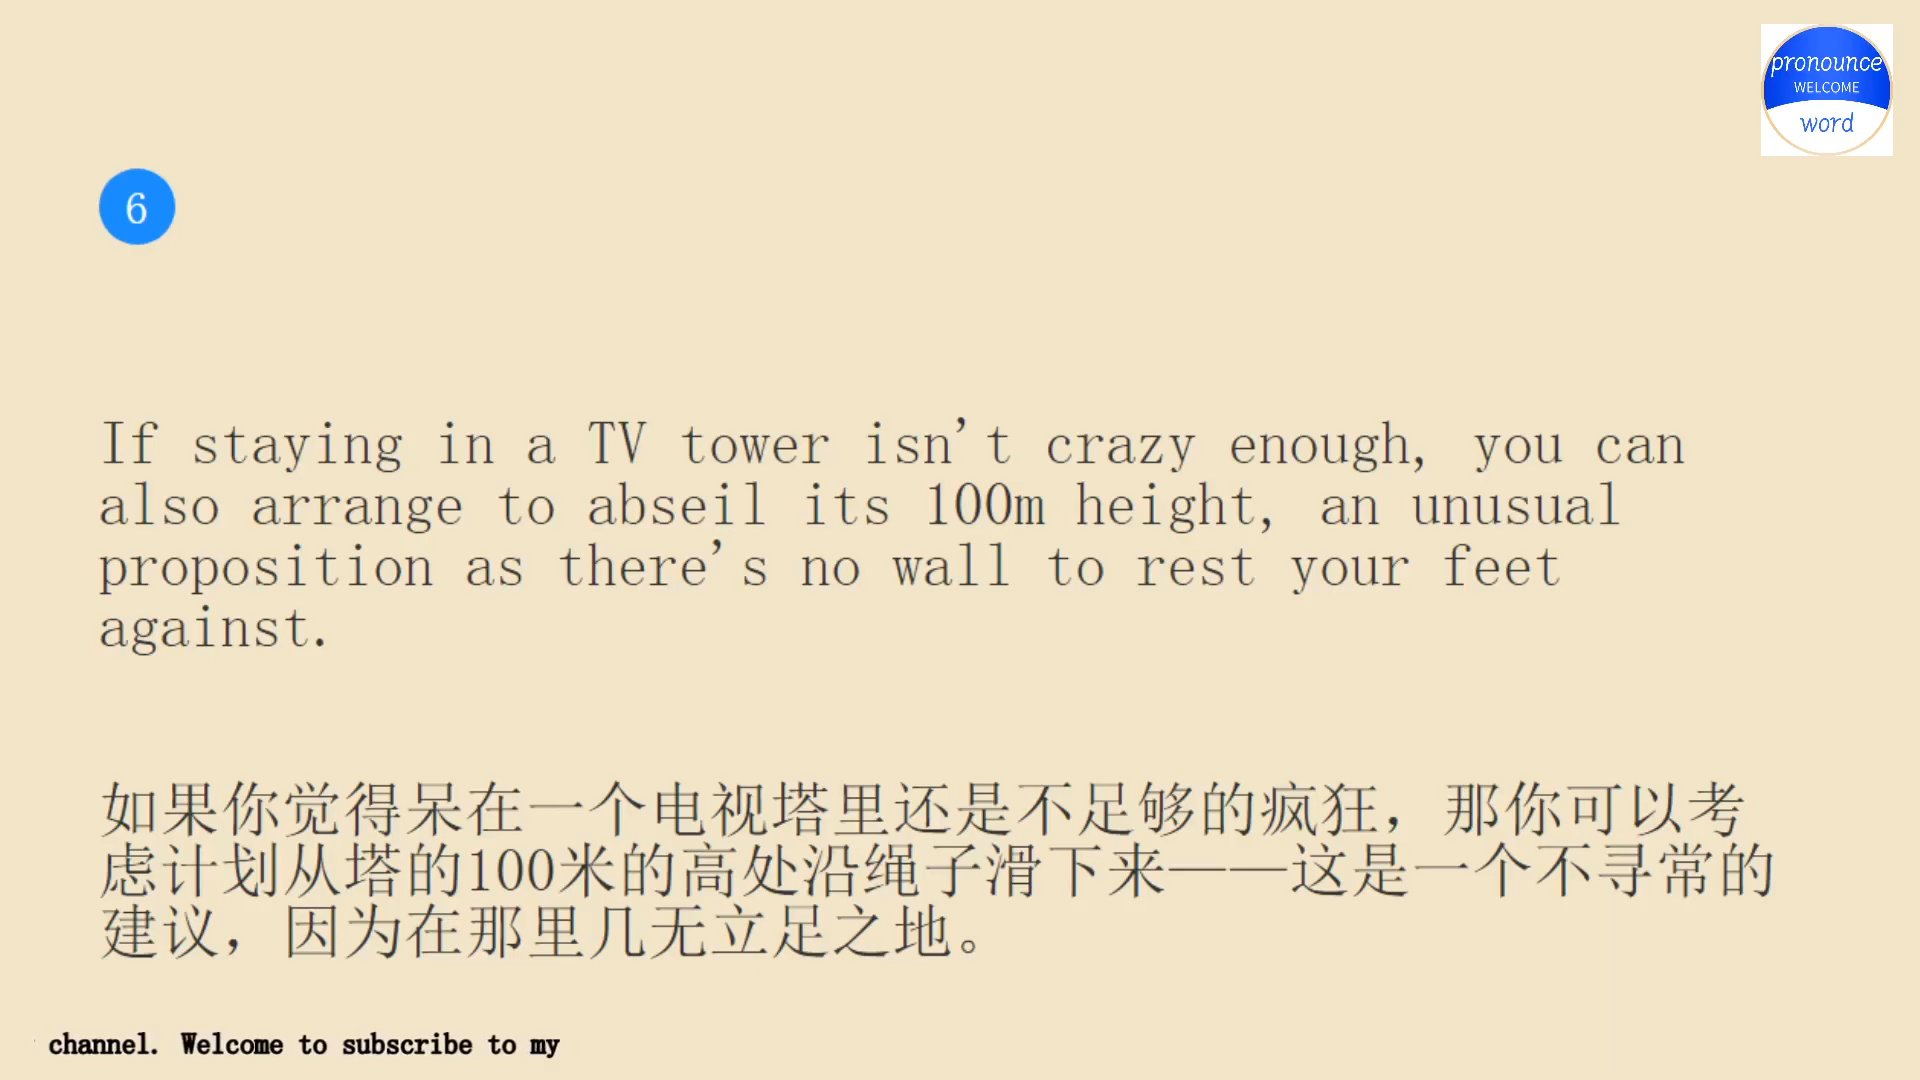 pronounce
WELCOME
word
6
If staying in a TV tower isn't crazy enough, you can
also arrange to abseil its 100m height, an unusual
proposition as there's no wall to rest your feet
against.
如果你觉得呆在一个电视塔里还是不足够的疯狂，那你可以考
虑计划从塔的100米的高处沿绳子滑下来——这是一个不寻常的
建议，因为在那里几无立足之地。
channel. Welcome to subscribe to my